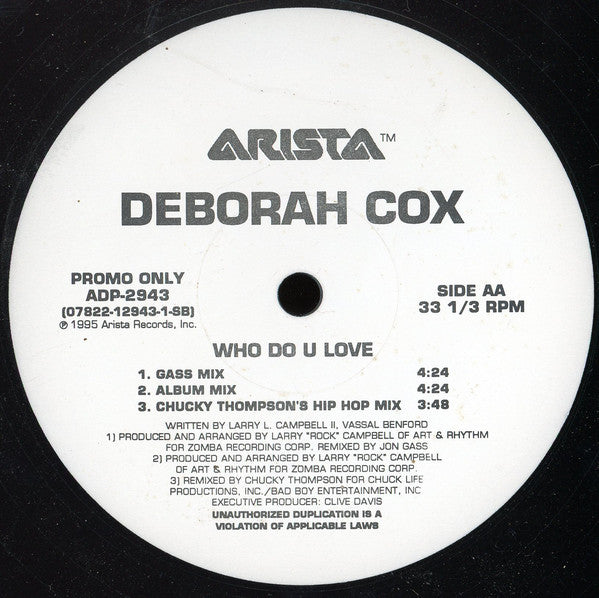 ARISTA™
DEBORAH COX
PROMO ONLY
ADP-2943
(07822-12943-1-SB)
℗ 1995 Arista Records, Inc.
SIDE AA
33 1/3 RPM
WHO DO U LOVE
1. GASS MIX 4:24
2. ALBUM MIX 4:24
3. CHUCKY THOMPSON'S HIP HOP MIX 3:48
WRITTEN BY LARRY L. CAMPBELL II, VASSAL BENFORD
1) PRODUCED AND ARRANGED BY LARRY "ROCK" CAMPBELL OF ART & RHYTHM
FOR ZOMBA RECORDING CORP. REMIXED BY JON GASS
2) PRODUCED AND ARRANGED BY LARRY "ROCK" CAMPBELL
OF ART & RHYTHM FOR ZOMBA RECORDING CORP.
3) REMIXED BY CHUCKY THOMPSON FOR CHUCK LIFE
PRODUCTIONS, INC./BAD BOY ENTERTAINMENT, INC
EXECUTIVE PRODUCER: CLIVE DAVIS
UNAUTHORIZED DUPLICATION IS A
VIOLATION OF APPLICABLE LAWS